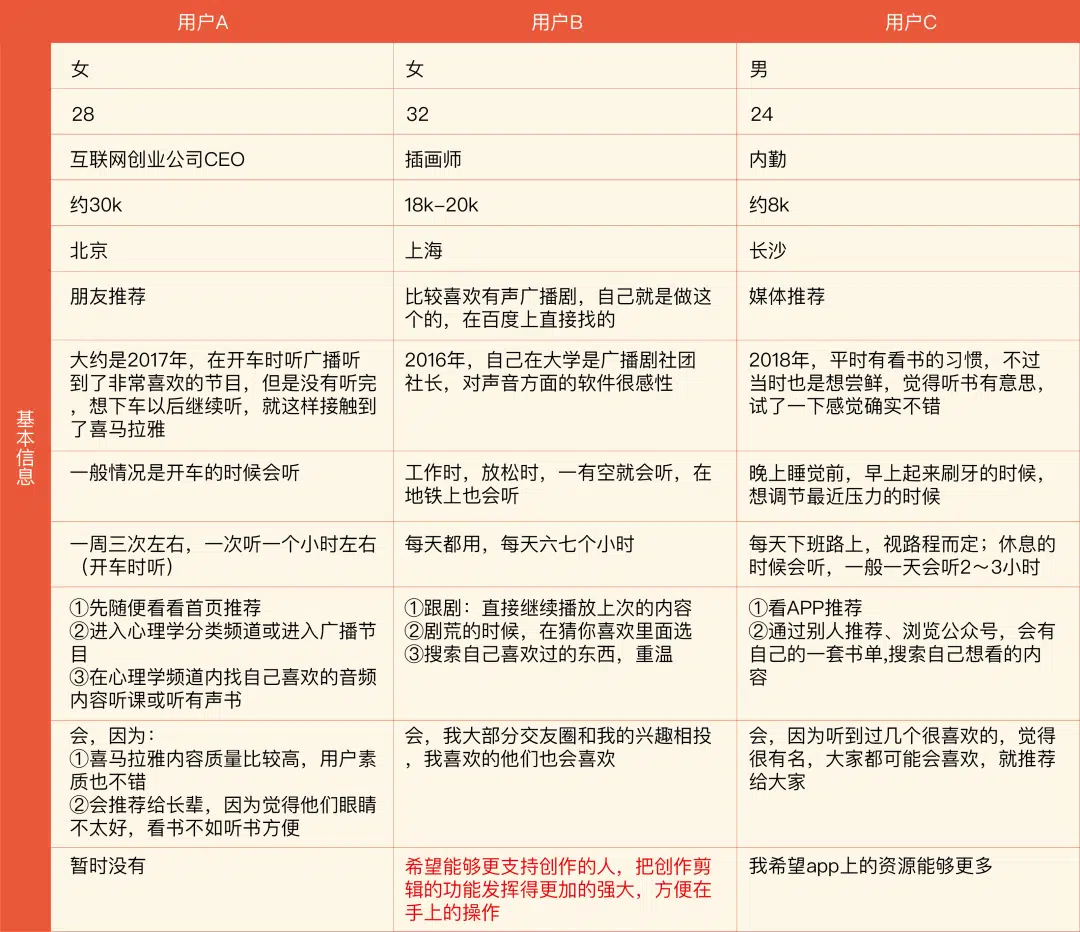 用户A
用户B
用户C
基本信息
女
女
男
28
32
24
互联网创业公司CEO
插画师
内勤
约30k
18k–20k
约8k
北京
上海
长沙
朋友推荐
比较喜欢有声广播剧，自己就是做这
个的，在百度上直接找的
媒体推荐
大约是2017年，在开车时听广播听
到了非常喜欢的节目，但是没有听完
，想下车以后继续听，就这样接触到
了喜马拉雅
2016年，自己在大学是广播剧社团
社长，对声音方面的软件很感性
2018年，平时有看书的习惯，不过
当时也是想尝鲜，觉得听书有意思，
试了一下感觉确实不错
一般情况是开车的时候会听
工作时，放松时，一有空就会听，在
地铁上也会听
晚上睡觉前，早上起来刷牙的时候，
想调节最近压力的时候
一周三次左右，一次听一个小时左右
（开车时听）
每天都用，每天六七个小时
每天下班路上，视路程而定；休息的
时候会听，一般一天会听2～3小时
①先随便看看首页推荐
②进入心理学分类频道或进入广播节
目
③在心理学频道内找自己喜欢的音频
内容听课或听有声书
①跟剧：直接继续播放上次的内容
②剧荒的时候，在猜你喜欢里面选
③搜索自己喜欢过的东西，重温
①看APP推荐
②通过别人推荐、浏览公众号，会有
自己的一套书单,搜索自己想看的内
容
会，因为：
①喜马拉雅内容质量比较高，用户素
质也不错
②会推荐给长辈，因为觉得他们眼睛
不太好，看书不如听书方便
会，我大部分交友圈和我的兴趣相投
，我喜欢的他们也会喜欢
会，因为听到过几个很喜欢的，觉得
很有名，大家都可能会喜欢，就推荐
给大家
暂时没有
希望能够更支持创作的人，把创作剪
辑的功能发挥得更加的强大，方便在
手上的操作
我希望app上的资源能够更多